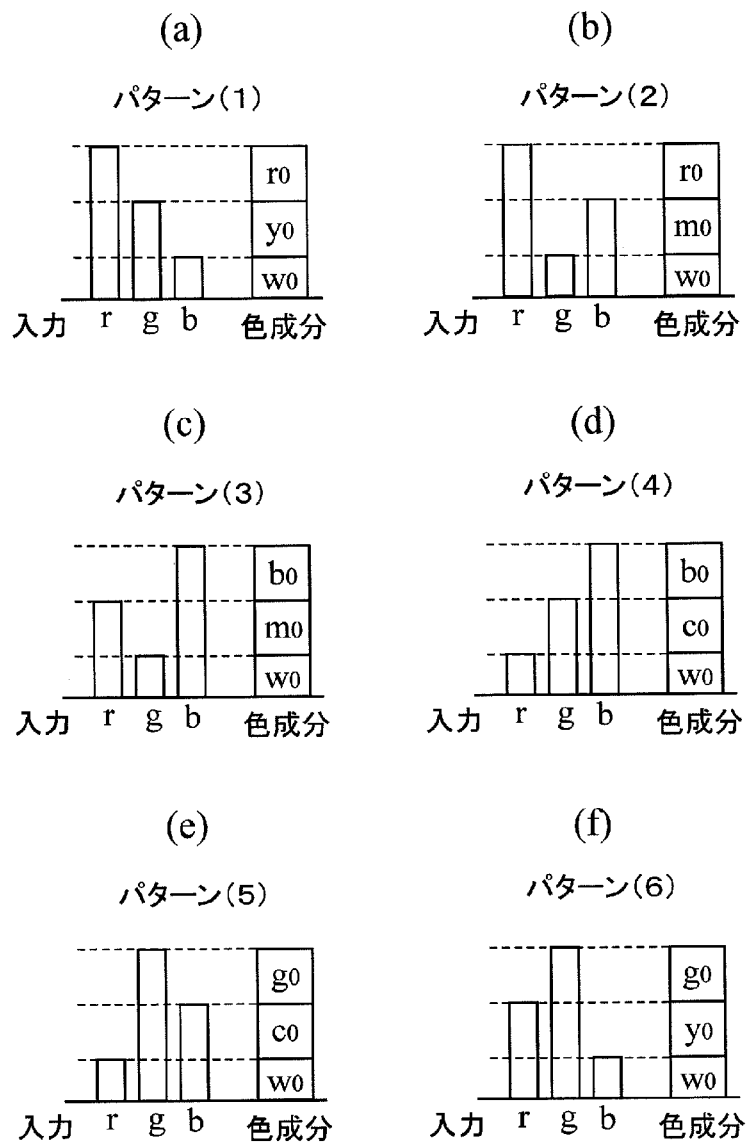 (a)
パターン(1)
r0
y0
w0
入力 r g b 色成分
(b)
パターン(2)
r0
m0
w0
入力 r g b 色成分
(c)
パターン(3)
b0
m0
w0
入力 r g b 色成分
(d)
パターン(4)
b0
c0
w0
入力 r g b 色成分
(e)
パターン(5)
g0
c0
w0
入力 r g b 色成分
(f)
パターン(6)
g0
y0
w0
入力 r g b 色成分